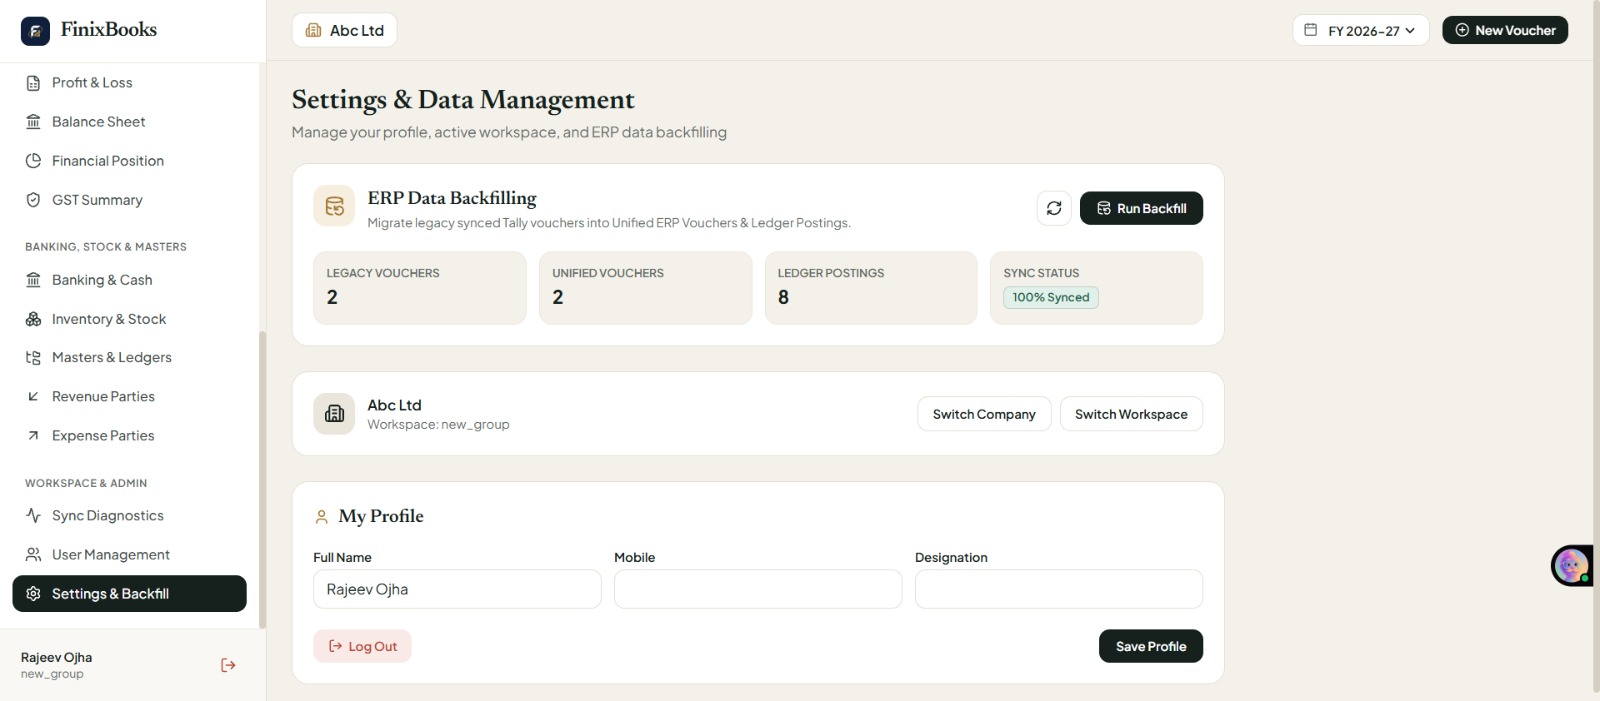 FinixBooks
Profit & Loss
Balance Sheet
Financial Position
GST Summary
BANKING, STOCK & MASTERS
Banking & Cash
Inventory & Stock
Masters & Ledgers
Revenue Parties
Expense Parties
WORKSPACE & ADMIN
Sync Diagnostics
User Management
Settings & Backfill
Rajeev Ojha
new_group
Abc Ltd
FY 2026-27
New Voucher
Settings & Data Management
Manage your profile, active workspace, and ERP data backfilling
ERP Data Backfilling
Migrate legacy synced Tally vouchers into Unified ERP Vouchers & Ledger Postings.
Run Backfill
LEGACY VOUCHERS
2
UNIFIED VOUCHERS
2
LEDGER POSTINGS
8
SYNC STATUS
100% Synced
Abc Ltd
Workspace: new_group
Switch Company
Switch Workspace
My Profile
Full Name
Rajeev Ojha
Mobile
Designation
Log Out
Save Profile